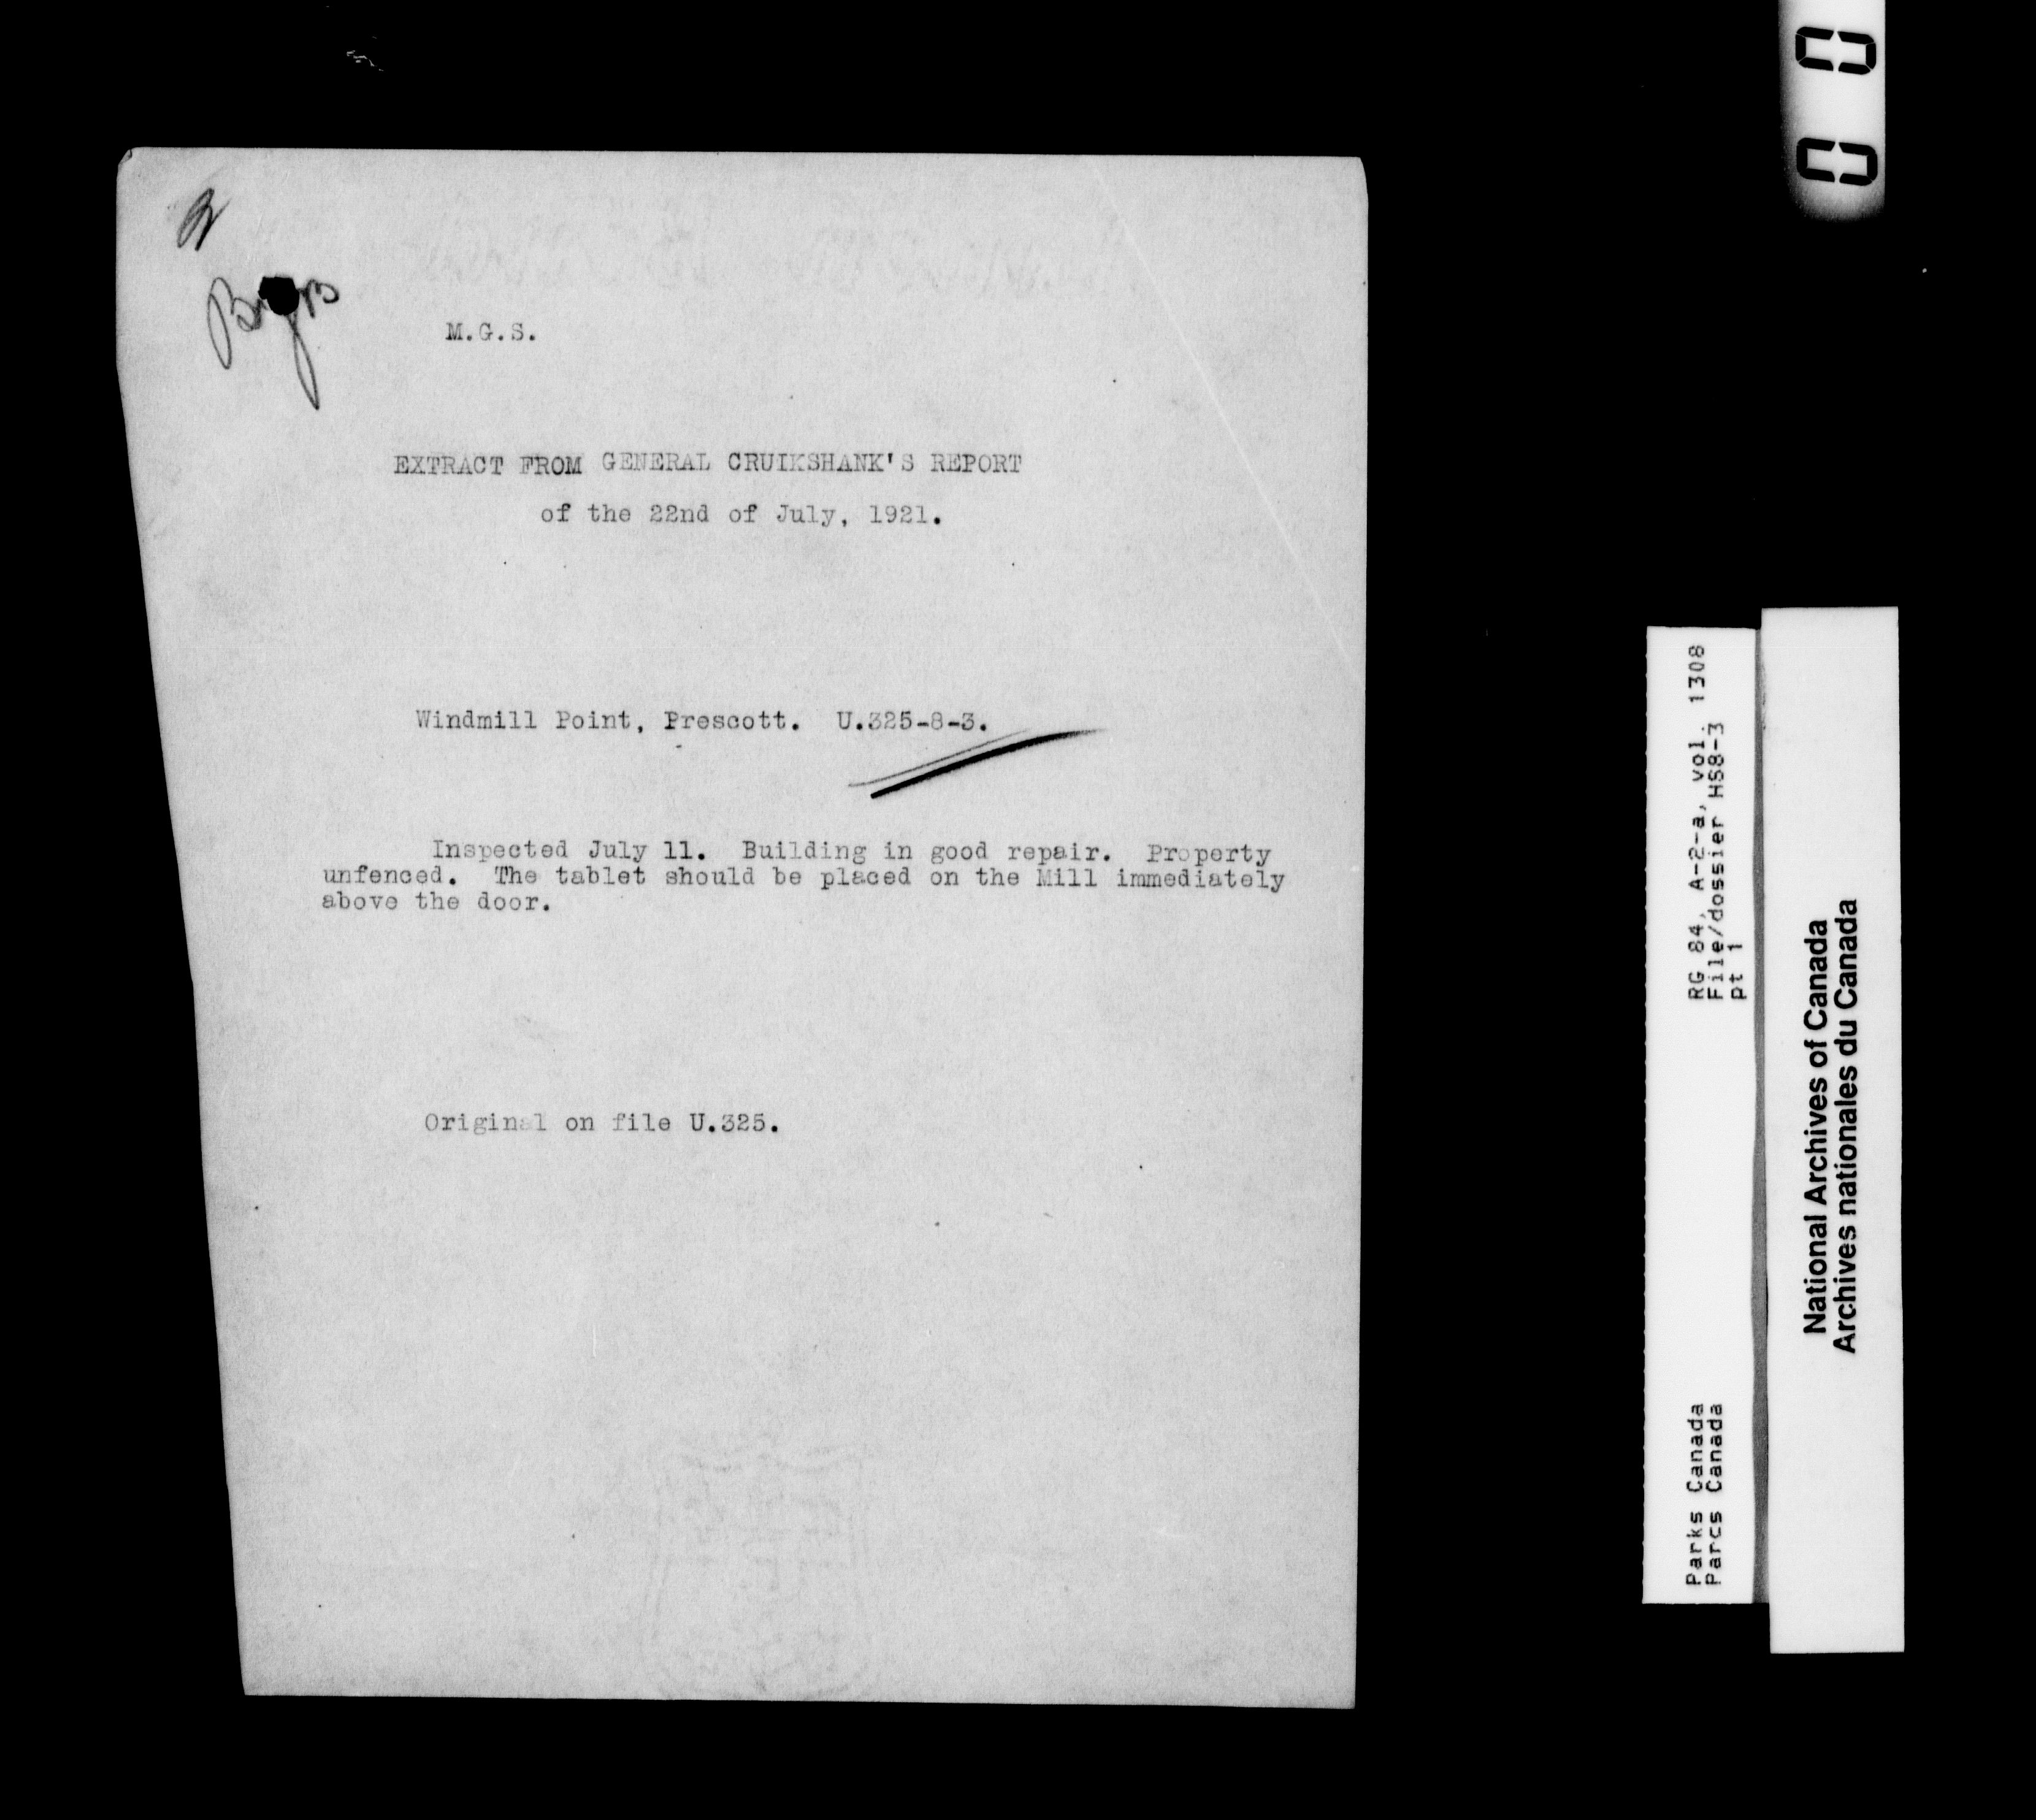 M.G.S.
EXTRACT FROM GENERAL CRUIKSHANK'S REPORT
of the 22nd of July, 1921.
Windmill Point, Prescott.  U.325-8-3.
Inspected July 11.  Building in good repair.  Property
unfenced.  The tablet should be placed on the Mill immediately
above the door.
Original on file U.325.
RG 84, A-2-a, vol. 1308
File/dossier HS8-3
pt 1
Parks Canada
Parcs Canada
National Archives of Canada
Archives nationales du Canada